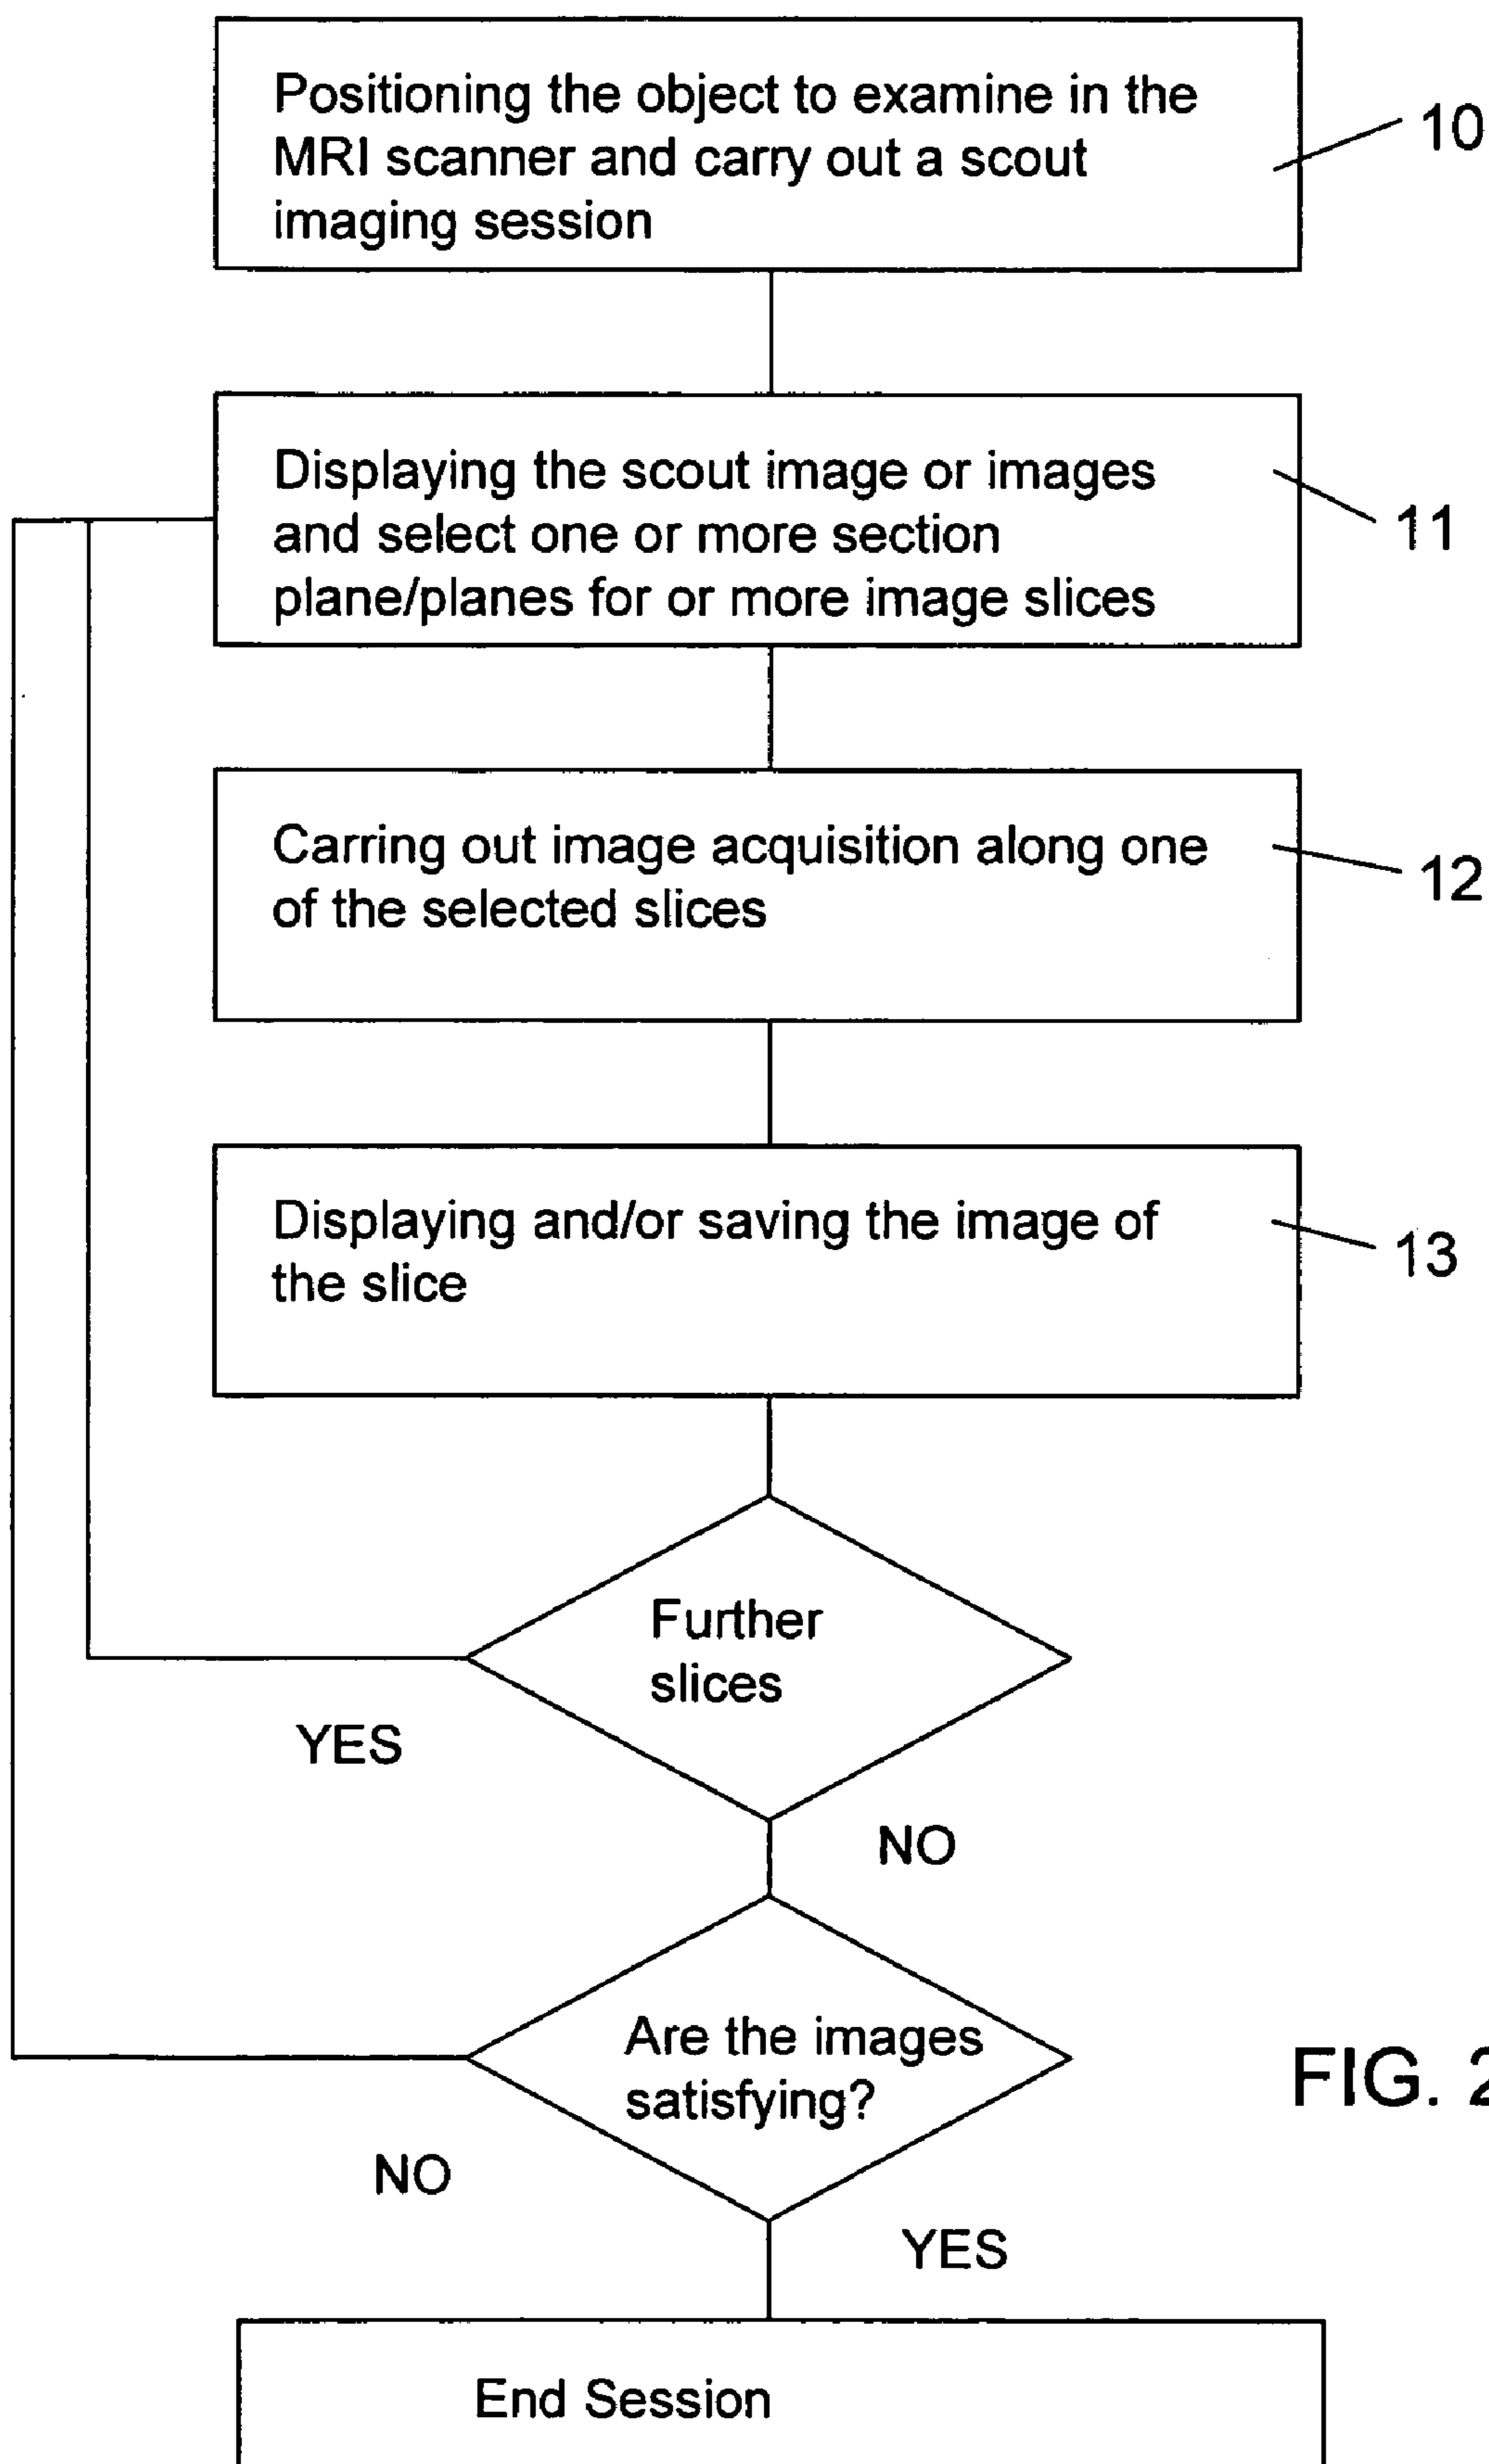 Positioning the object to examine in the
MRI scanner and carry out a scout
imaging session
10
Displaying the scout image or images
and select one or more section
plane/planes for or more image slices
11
Carring out image acquisition along one
of the selected slices
12
Displaying and/or saving the image of
the slice
13
Further
slices
YES
NO
Are the images
satisfying?
FIG. 2
NO
YES
End Session